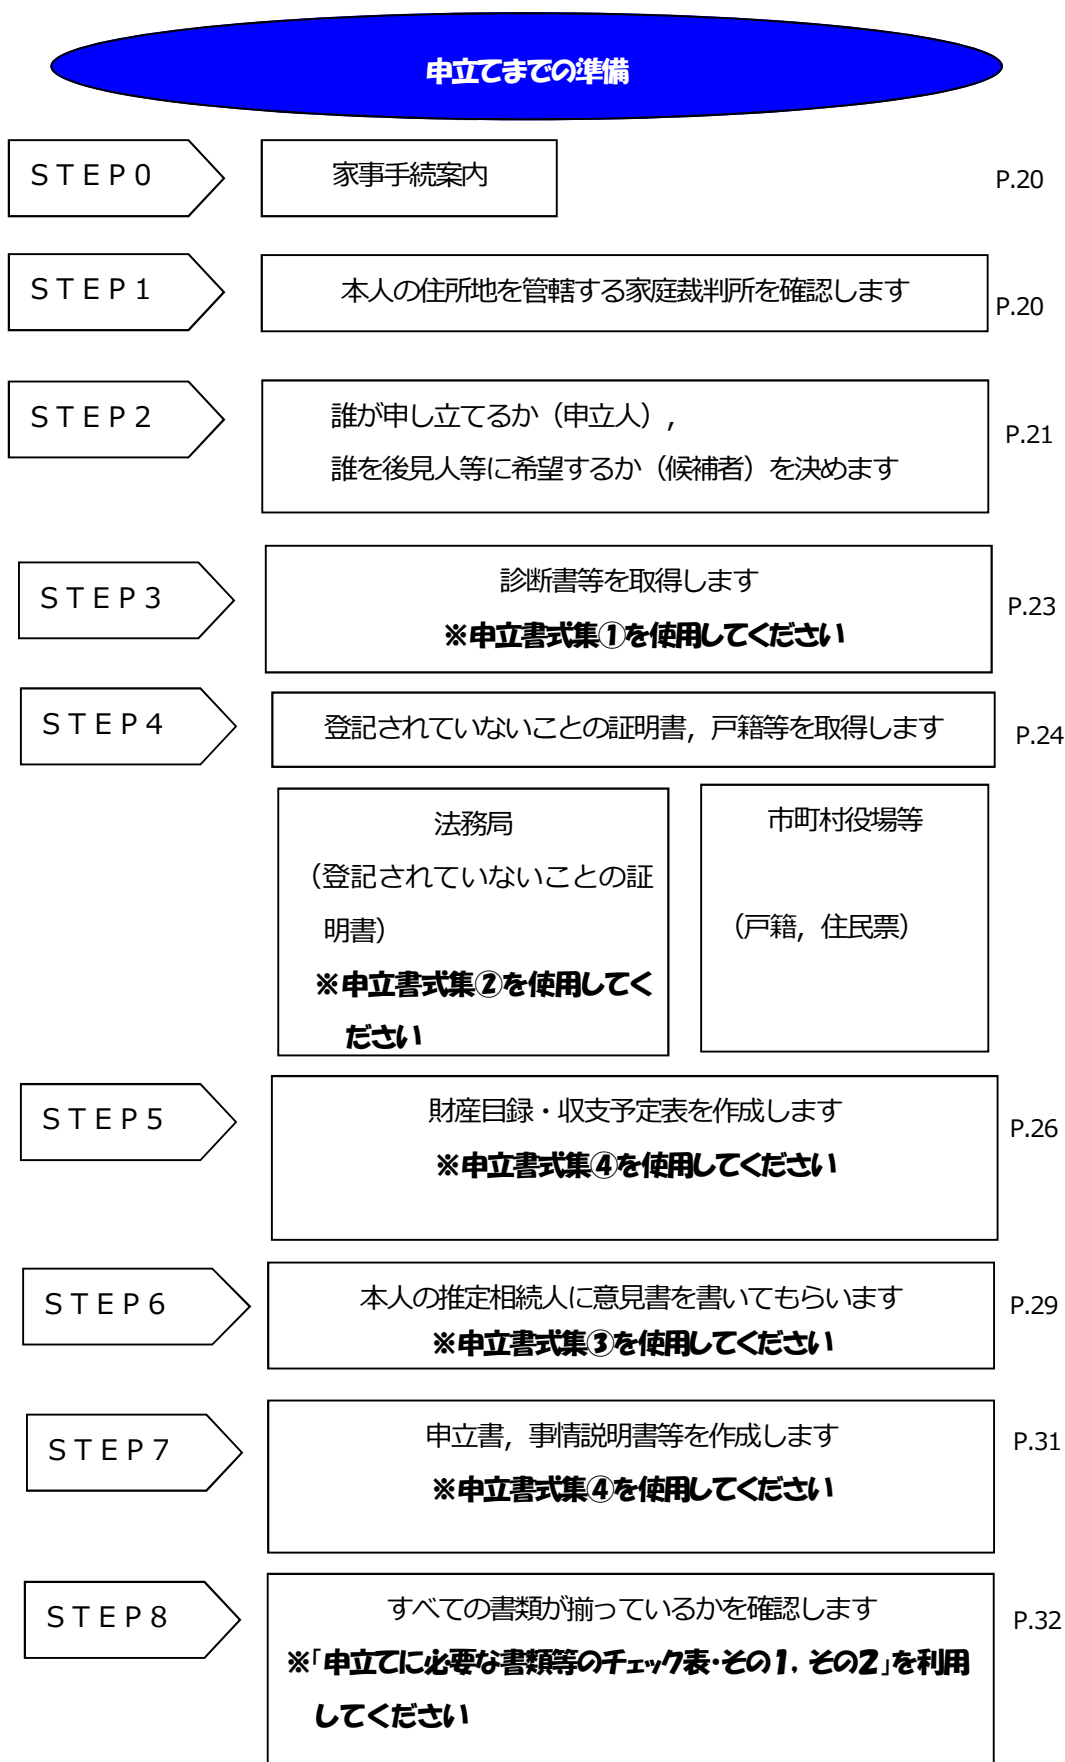 申立てまでの準備
ＳＴＥＰ０
家事手続案内
P.20
ＳＴＥＰ１
本人の住所地を管轄する家庭裁判所を確認します
P.20
ＳＴＥＰ２
誰が申し立てるか（申立人）,
誰を後見人等に希望するか（候補者）を決めます
P.21
ＳＴＥＰ３
診断書等を取得します
※申立書式集①を使用してください
P.23
ＳＴＥＰ４
登記されていないことの証明書，戸籍等を取得します
P.24
法務局
（登記されていないことの証
明書）
※申立書式集②を使用してく
ださい
市町村役場等
（戸籍，住民票）
ＳＴＥＰ５
財産目録・収支予定表を作成します
※申立書式集④を使用してください
P.26
ＳＴＥＰ６
本人の推定相続人に意見書を書いてもらいます
※申立書式集③を使用してください
P.29
ＳＴＥＰ７
申立書，事情説明書等を作成します
※申立書式集④を使用してください
P.31
ＳＴＥＰ８
すべての書類が揃っているかを確認します
※「申立てに必要な書類等のチェック表・その１，その２」を利用
してください
P.32